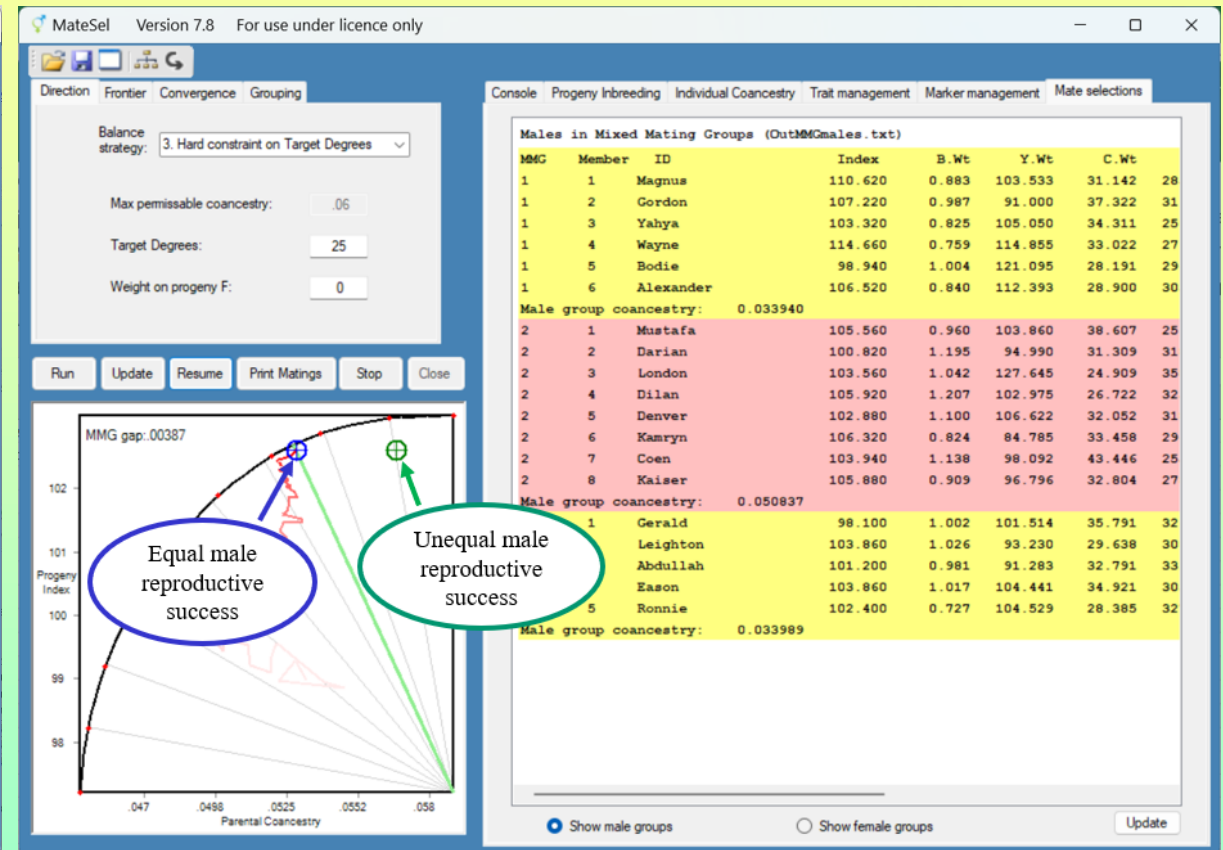 MateSel Version 7.8 For use under licence only
Direction Frontier Convergence Grouping
Balance
strategy: 3. Hard constraint on Target Degrees
Max permissable coancestry: .06
Target Degrees: 25
Weight on progeny F: 0
Run Update Resume Print Matings Stop Close
MMG gap:.00387
102
101
Progeny
Index
100
99
98
.047 .0498 .0525 .0552 .058
Parental Coancestry
Equal male
reproductive
success
Unequal male
reproductive
success
Console Progeny Inbreeding Individual Coancestry Trait management Marker management Mate selections
Males in Mixed Mating Groups (OutMMGmales.txt)
MMG Member ID Index B.Wt Y.Wt C.Wt
1 1 Magnus 110.620 0.883 103.533 31.142 28
1 2 Gordon 107.220 0.987 91.000 37.322 31
1 3 Yahya 103.320 0.825 105.050 34.311 25
1 4 Wayne 114.660 0.759 114.855 33.022 27
1 5 Bodie 98.940 1.004 121.095 28.191 29
1 6 Alexander 106.520 0.840 112.393 28.900 30
Male group coancestry: 0.033940
2 1 Mustafa 105.560 0.960 103.860 38.607 25
2 2 Darian 100.820 1.195 94.990 31.309 31
2 3 London 103.560 1.042 127.645 24.909 35
2 4 Dilan 105.920 1.207 102.975 26.722 32
2 5 Denver 102.880 1.100 106.622 32.052 31
2 6 Kamryn 106.320 0.824 84.785 33.458 29
2 7 Coen 103.940 1.138 98.092 43.446 25
2 8 Kaiser 105.880 0.909 96.796 32.804 27
Male group coancestry: 0.050837
1 Gerald 98.100 1.002 101.514 35.791 32
Leighton 103.860 1.026 93.230 29.638 30
Abdullah 101.200 0.981 91.283 32.791 33
Eason 103.860 1.017 104.441 34.921 30
5 Ronnie 102.400 0.727 104.529 28.385 32
Male group coancestry: 0.033989
Show male groups Show female groups Update